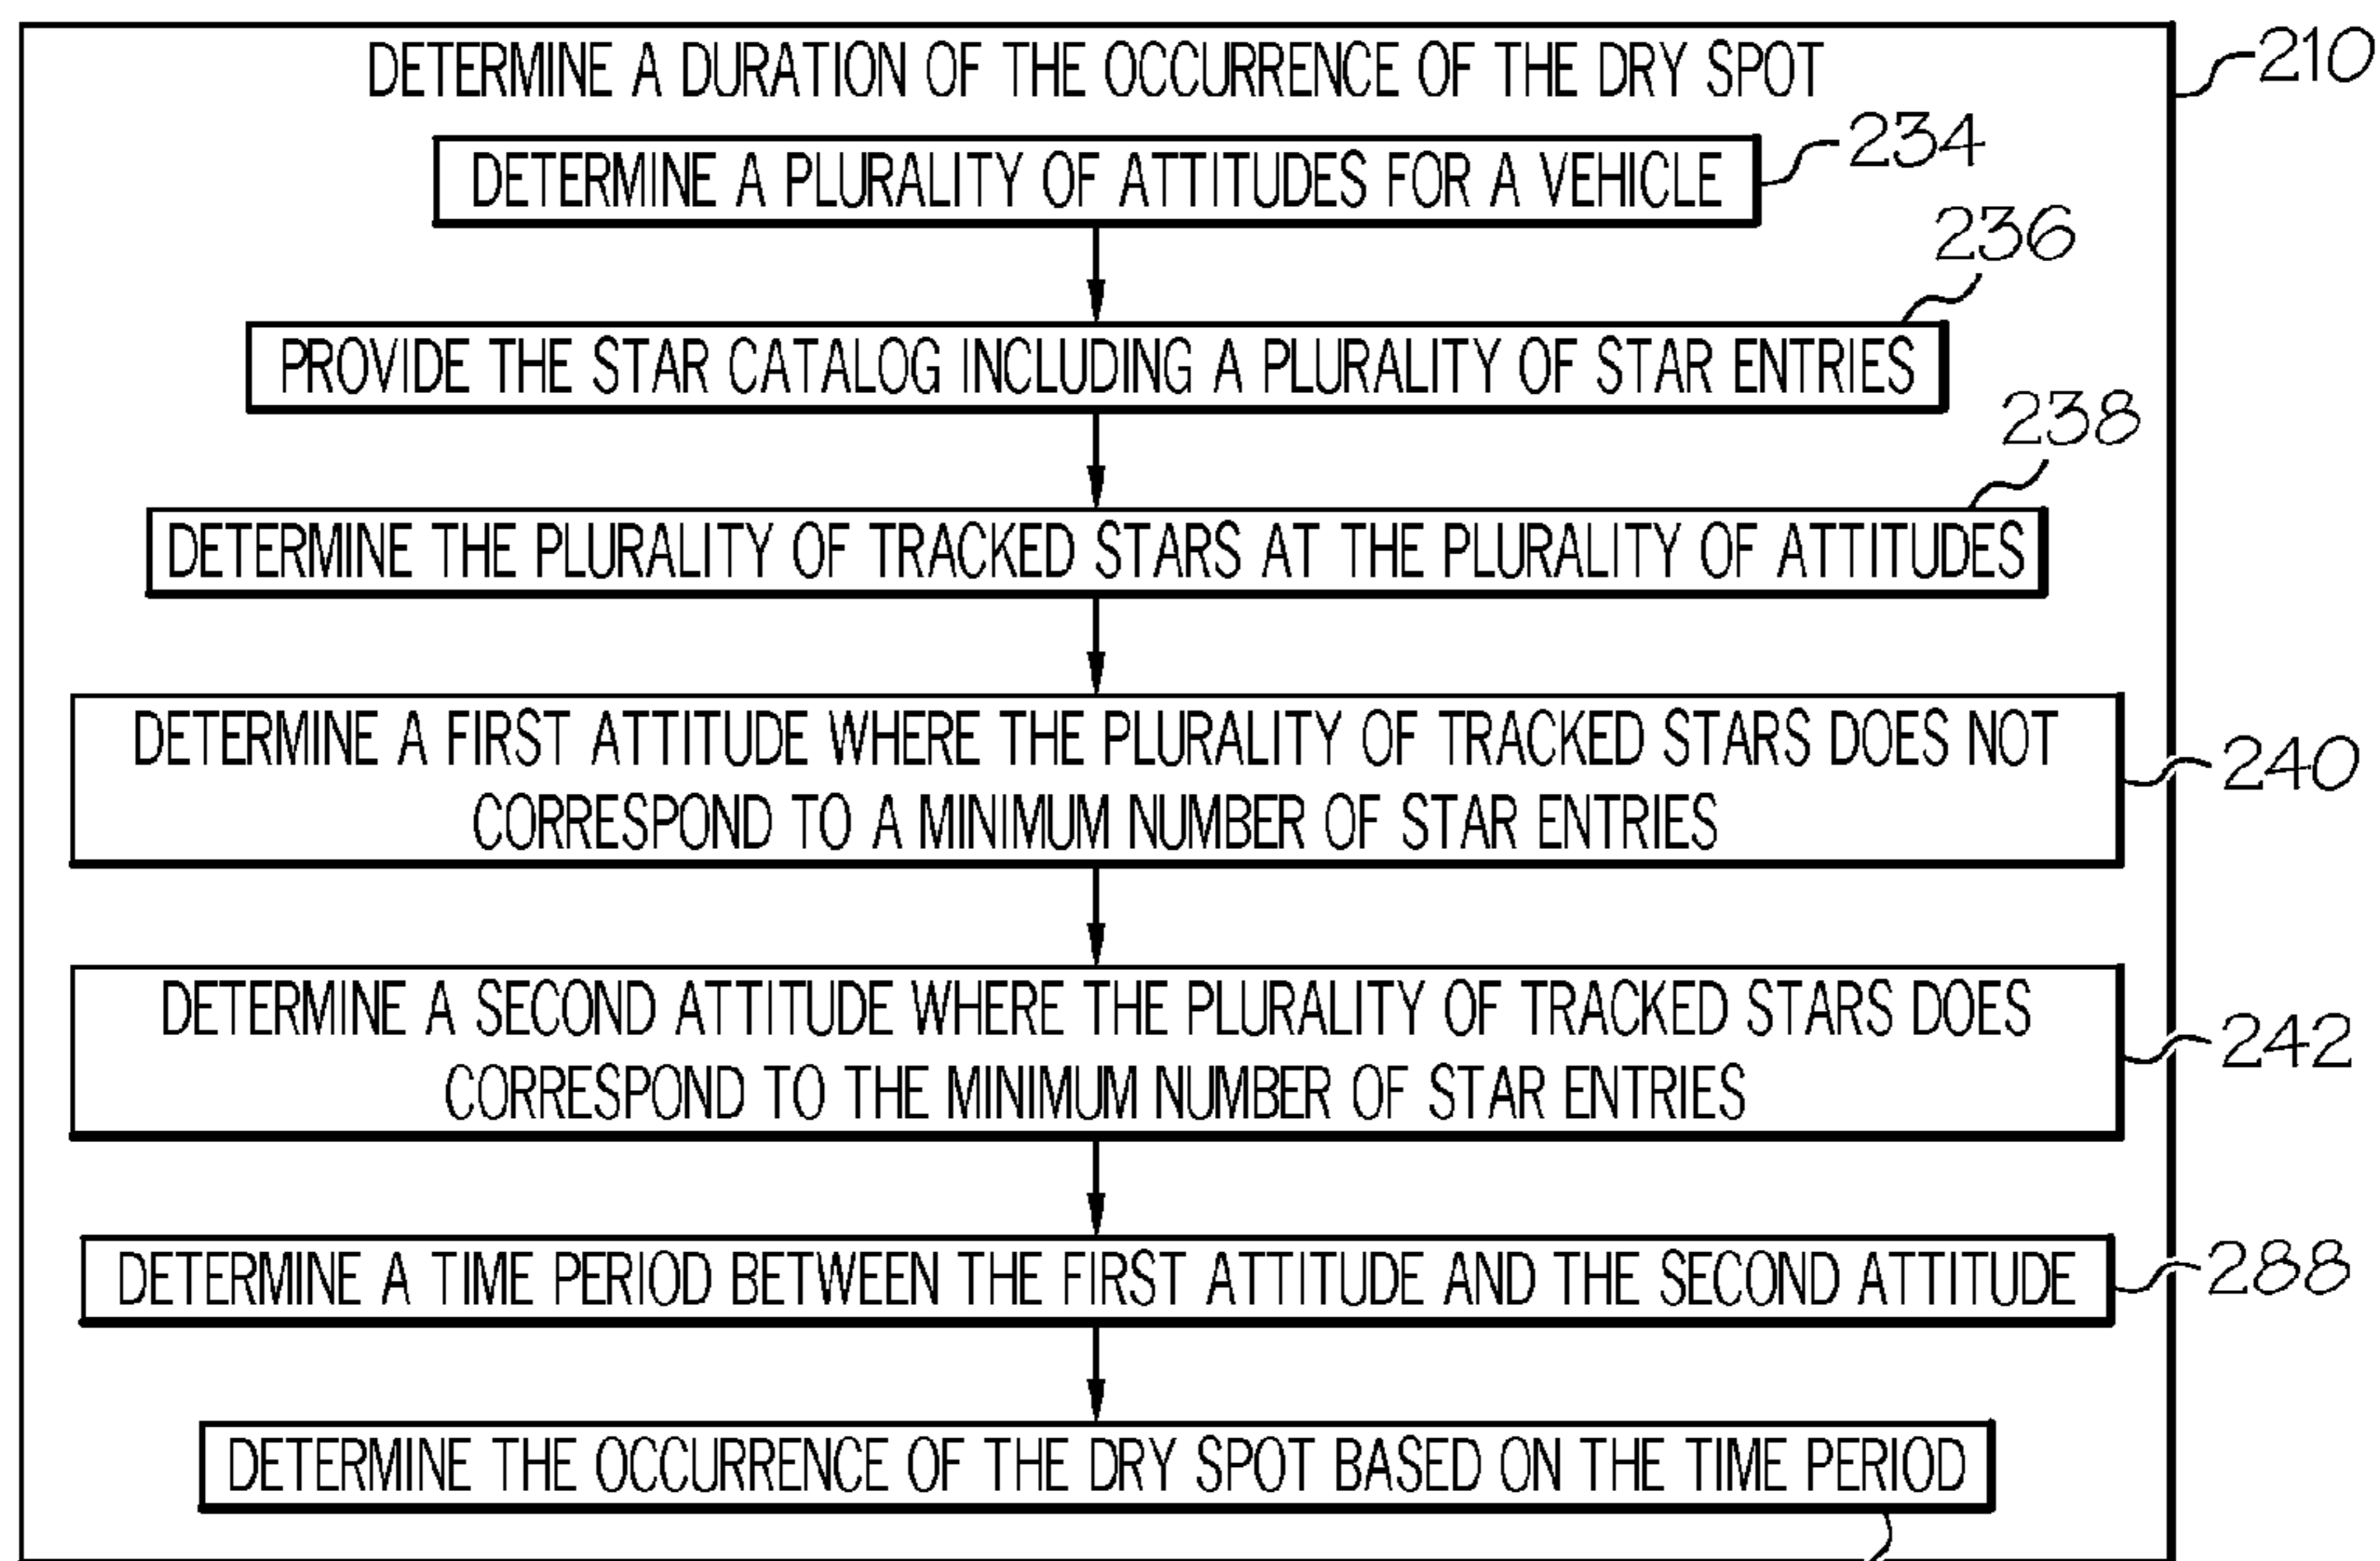 DETERMINE A DURATION OF THE OCCURRENCE OF THE DRY SPOT
210
DETERMINE A PLURALITY OF ATTITUDES FOR A VEHICLE
234
236
PROVIDE THE STAR CATALOG INCLUDING A PLURALITY OF STAR ENTRIES
238
DETERMINE THE PLURALITY OF TRACKED STARS AT THE PLURALITY OF ATTITUDES
DETERMINE A FIRST ATTITUDE WHERE THE PLURALITY OF TRACKED STARS DOES NOT
CORRESPOND TO A MINIMUM NUMBER OF STAR ENTRIES
240
DETERMINE A SECOND ATTITUDE WHERE THE PLURALITY OF TRACKED STARS DOES
CORRESPOND TO THE MINIMUM NUMBER OF STAR ENTRIES
242
DETERMINE A TIME PERIOD BETWEEN THE FIRST ATTITUDE AND THE SECOND ATTITUDE
288
DETERMINE THE OCCURRENCE OF THE DRY SPOT BASED ON THE TIME PERIOD